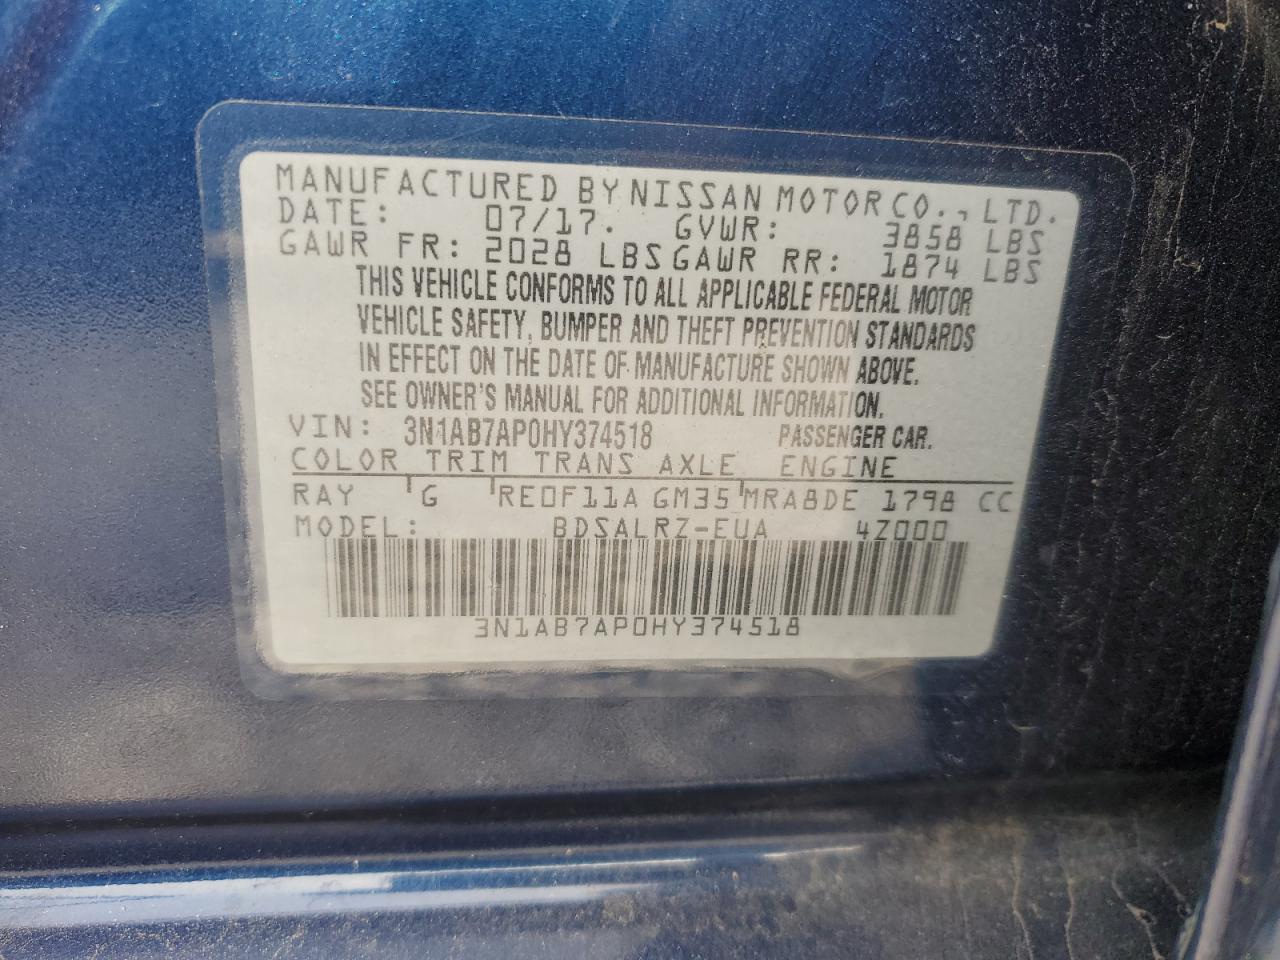 MANUFACTURED BY NISSAN MOTOR CO., LTD.
DATE: 07/17. GVWR: 3858 LBS
GAWR FR: 2028 LBS GAWR RR: 1874 LBS
THIS VEHICLE CONFORMS TO ALL APPLICABLE FEDERAL MOTOR
VEHICLE SAFETY, BUMPER AND THEFT PREVENTION STANDARDS
IN EFFECT ON THE DATE OF MANUFACTURE SHOWN ABOVE.
SEE OWNER'S MANUAL FOR ADDITIONAL INFORMATION.
VIN: 3N1AB7AP0HY374518 PASSENGER CAR.
COLOR TRIM TRANS AXLE ENGINE
RAY G RE0F11A GM35 MRA8DE 1798 CC
MODEL: BDSALRZ-EUA 4Z000
3N1AB7AP0HY374518